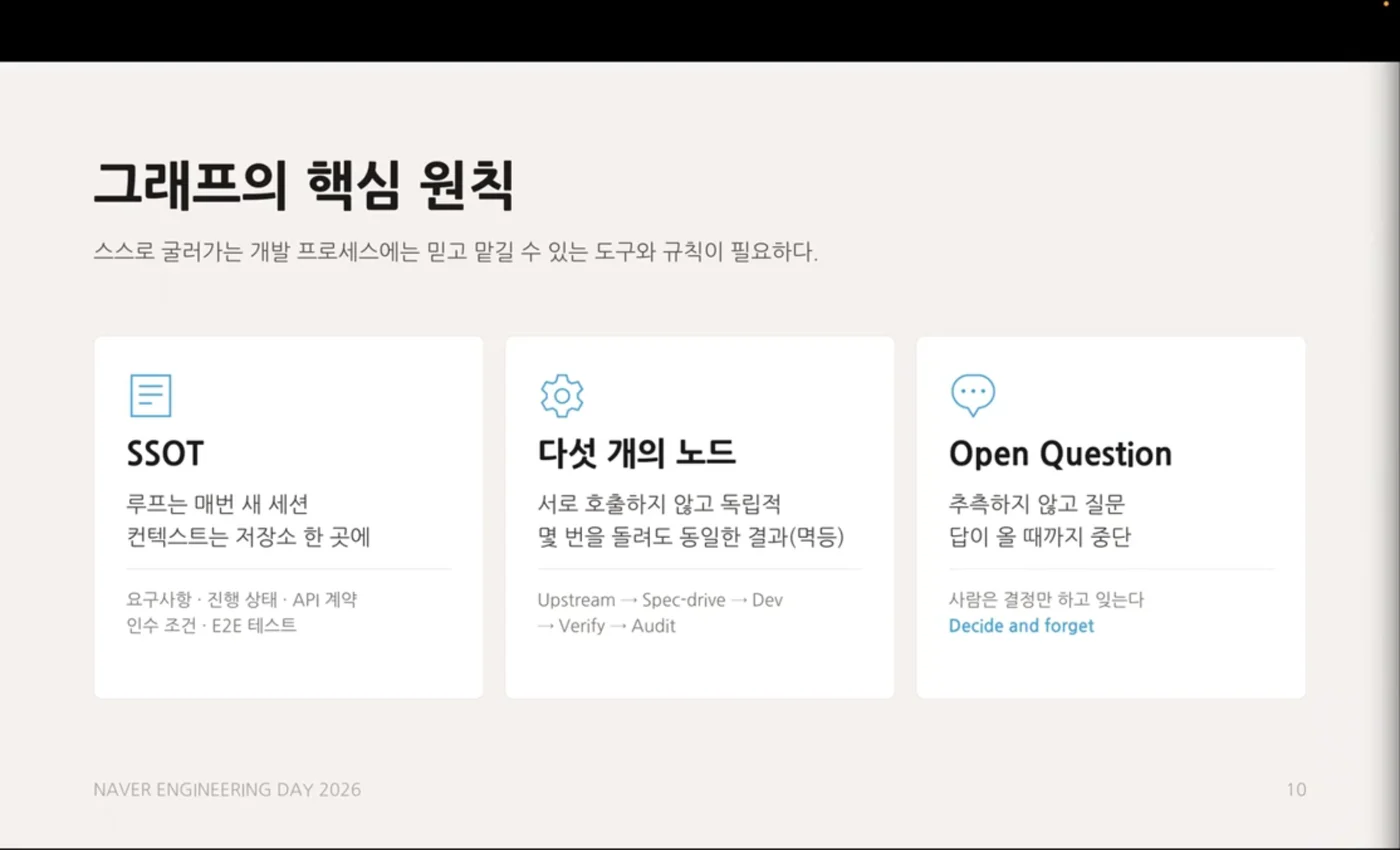 그래프의 핵심 원칙
스스로 굴러가는 개발 프로세스에는 믿고 맡길 수 있는 도구와 규칙이 필요하다.
SSOT
루프는 매번 새 세션
컨텍스트는 저장소 한 곳에
요구사항 · 진행 상태 · API 계약
인수 조건 · E2E 테스트
다섯 개의 노드
서로 호출하지 않고 독립적
몇 번을 돌려도 동일한 결과(멱등)
Upstream → Spec-drive → Dev
→ Verify → Audit
Open Question
추측하지 않고 질문
답이 올 때까지 중단
사람은 결정만 하고 잊는다
Decide and forget
NAVER ENGINEERING DAY 2026
10